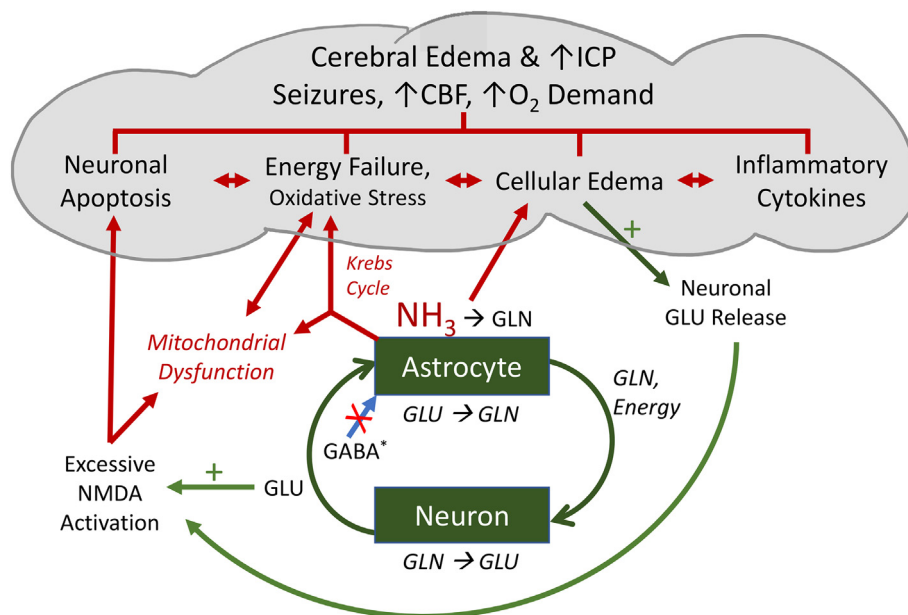 Cerebral Edema & ↑ICP
Seizures, ↑CBF, ↑O₂ Demand
Neuronal
Apoptosis
Energy Failure,
Oxidative Stress
Cellular Edema
Inflammatory
Cytokines
+
Krebs
Cycle
Neuronal
GLU Release
NH₃ → GLN
Mitochondrial
Dysfunction
Astrocyte
GLU → GLN
GLN,
Energy
GABA*
Excessive
NMDA
Activation
+
GLU
Neuron
GLN → GLU